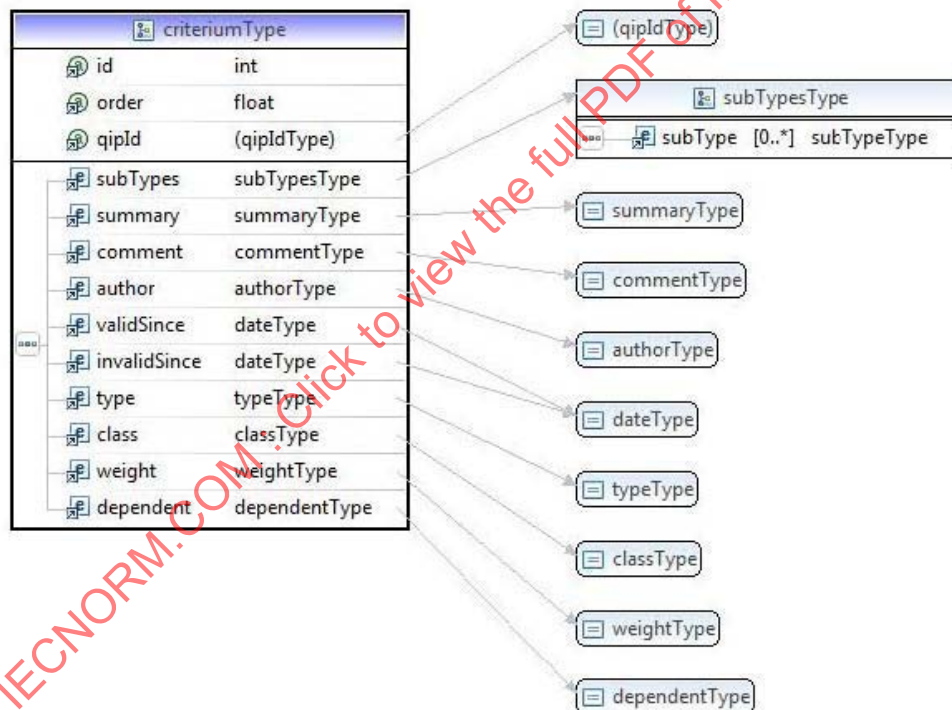 criteriumType
id int
order float
qipId (qipIdType)
subTypes subTypesType
summary summaryType
comment commentType
author authorType
validSince dateType
invalidSince dateType
type typeType
class classType
weight weightType
dependent dependentType
(qipIdType)
subTypesType
subType [0..*] subTypeType
summaryType
commentType
authorType
dateType
typeType
classType
weightType
dependentType
IECNORM.COM : Click to view the full PDF of